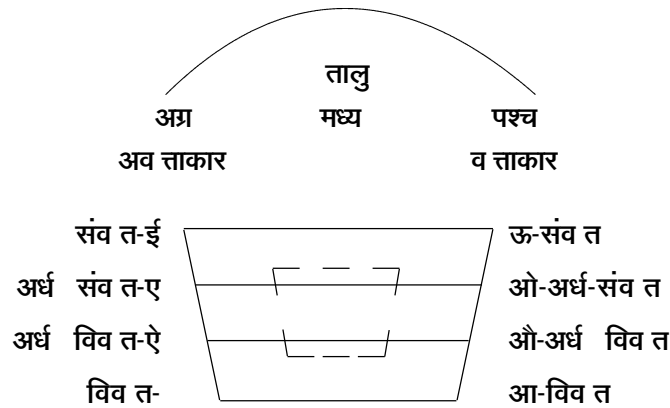 तालु
अग्र मध्य पश्च
अव त्ताकार व त्ताकार
संव त-ई ऊ-संव त
अर्ध संव त-ए ओ-अर्ध-संव त
अर्ध विव त-ऐ औ-अर्ध विव त
विव त- आ-विव त